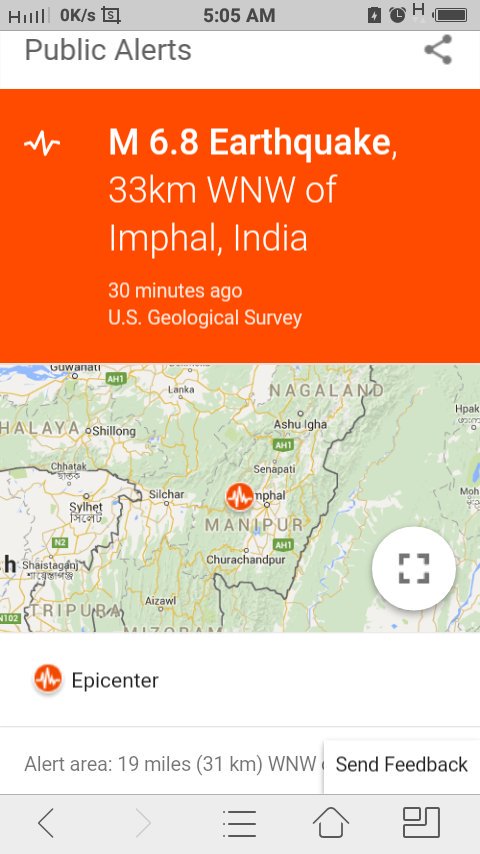 0K/s 5:05 AM H
Public Alerts
M 6.8 Earthquake,
33km WNW of
Imphal, India
30 minutes ago
U.S. Geological Survey
Guwahati
AH1
Lanka
NAGALAND
HALAYA
Shillong
Ashu Igha
Hpak
AH1
Chhatak
ছাতক
Senapati
Sylhet
সিলেট
Silchar
mphal
Moh
MANIPUR
N2
AH1
h
Shaistaganj
শায়েস্তাগঞ্জ
Churachandpur
Aizawl
TRIPURA
N102
MIZORAM
Epicenter
Alert area: 19 miles (31 km) WNW
Send Feedback